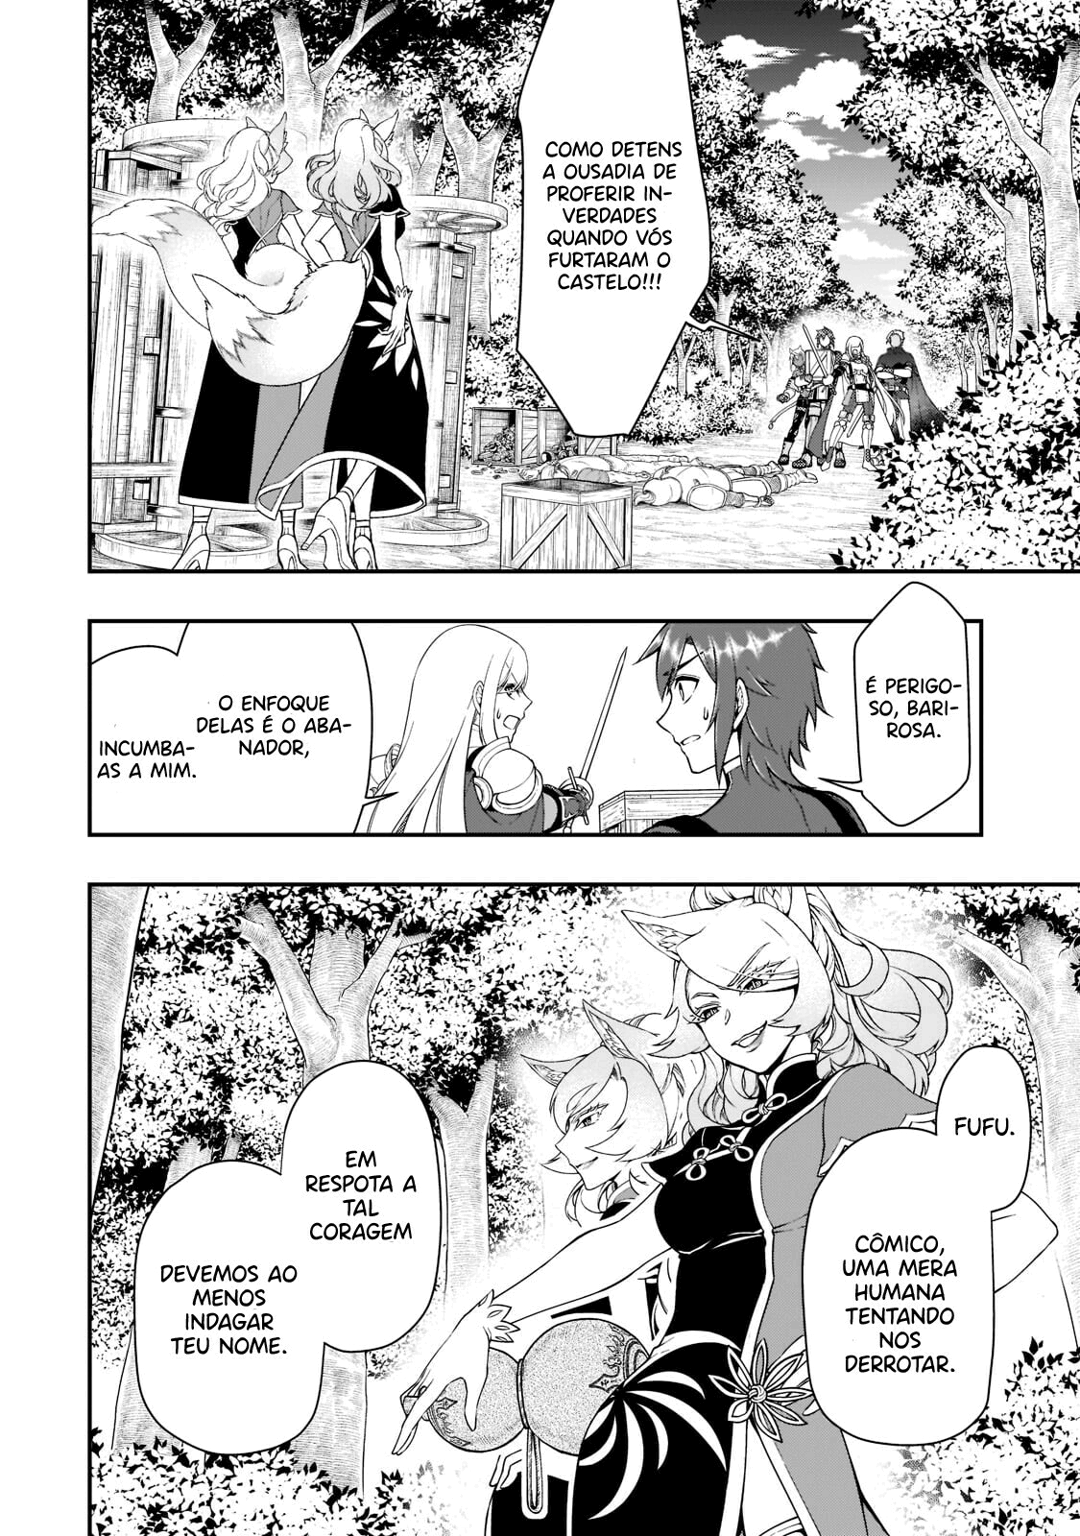 COMO DETENS
A OUSADIA DE
PROFERIR IN-
VERDADES
QUANDO VÓS
FURTARAM O
CASTELO!!!
É PERIGO-
SO, BARI-
ROSA.
O ENFOQUE
DELAS É O ABA-
NADOR,
INCUMBA-
AS A MIM.
FUFU.
CÔMICO,
UMA MERA
HUMANA
TENTANDO
NOS
DERROTAR.
EM
RESPOTA A
TAL
CORAGEM
DEVEMOS AO
MENOS
INDAGAR
TEU NOME.